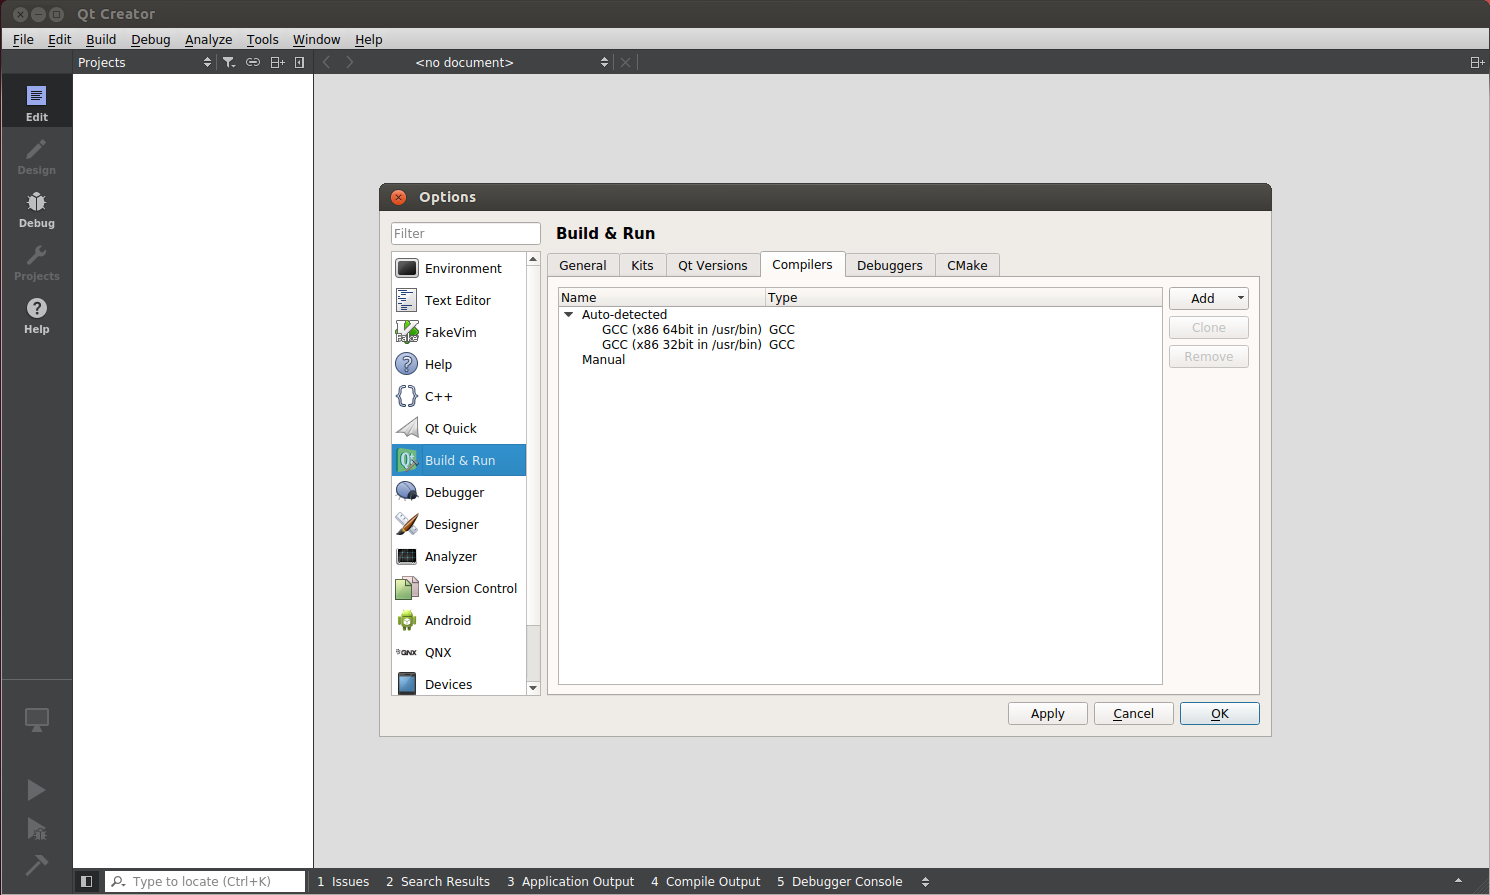 Qt Creator
File Edit Build Debug Analyze Tools Window Help
Projects <no document>
Edit
Design
Debug
Projects
Help
Options
Filter
Environment
Text Editor
FakeVim
Help
C++
Qt Quick
Build & Run
Debugger
Designer
Analyzer
Version Control
Android
QNX
Devices
Build & Run
General Kits Qt Versions Compilers Debuggers CMake
Name Type
Auto-detected
GCC (x86 64bit in /usr/bin) GCC
GCC (x86 32bit in /usr/bin) GCC
Manual
Add
Clone
Remove
Apply Cancel OK
Type to locate (Ctrl+K) 1 Issues 2 Search Results 3 Application Output 4 Compile Output 5 Debugger Console